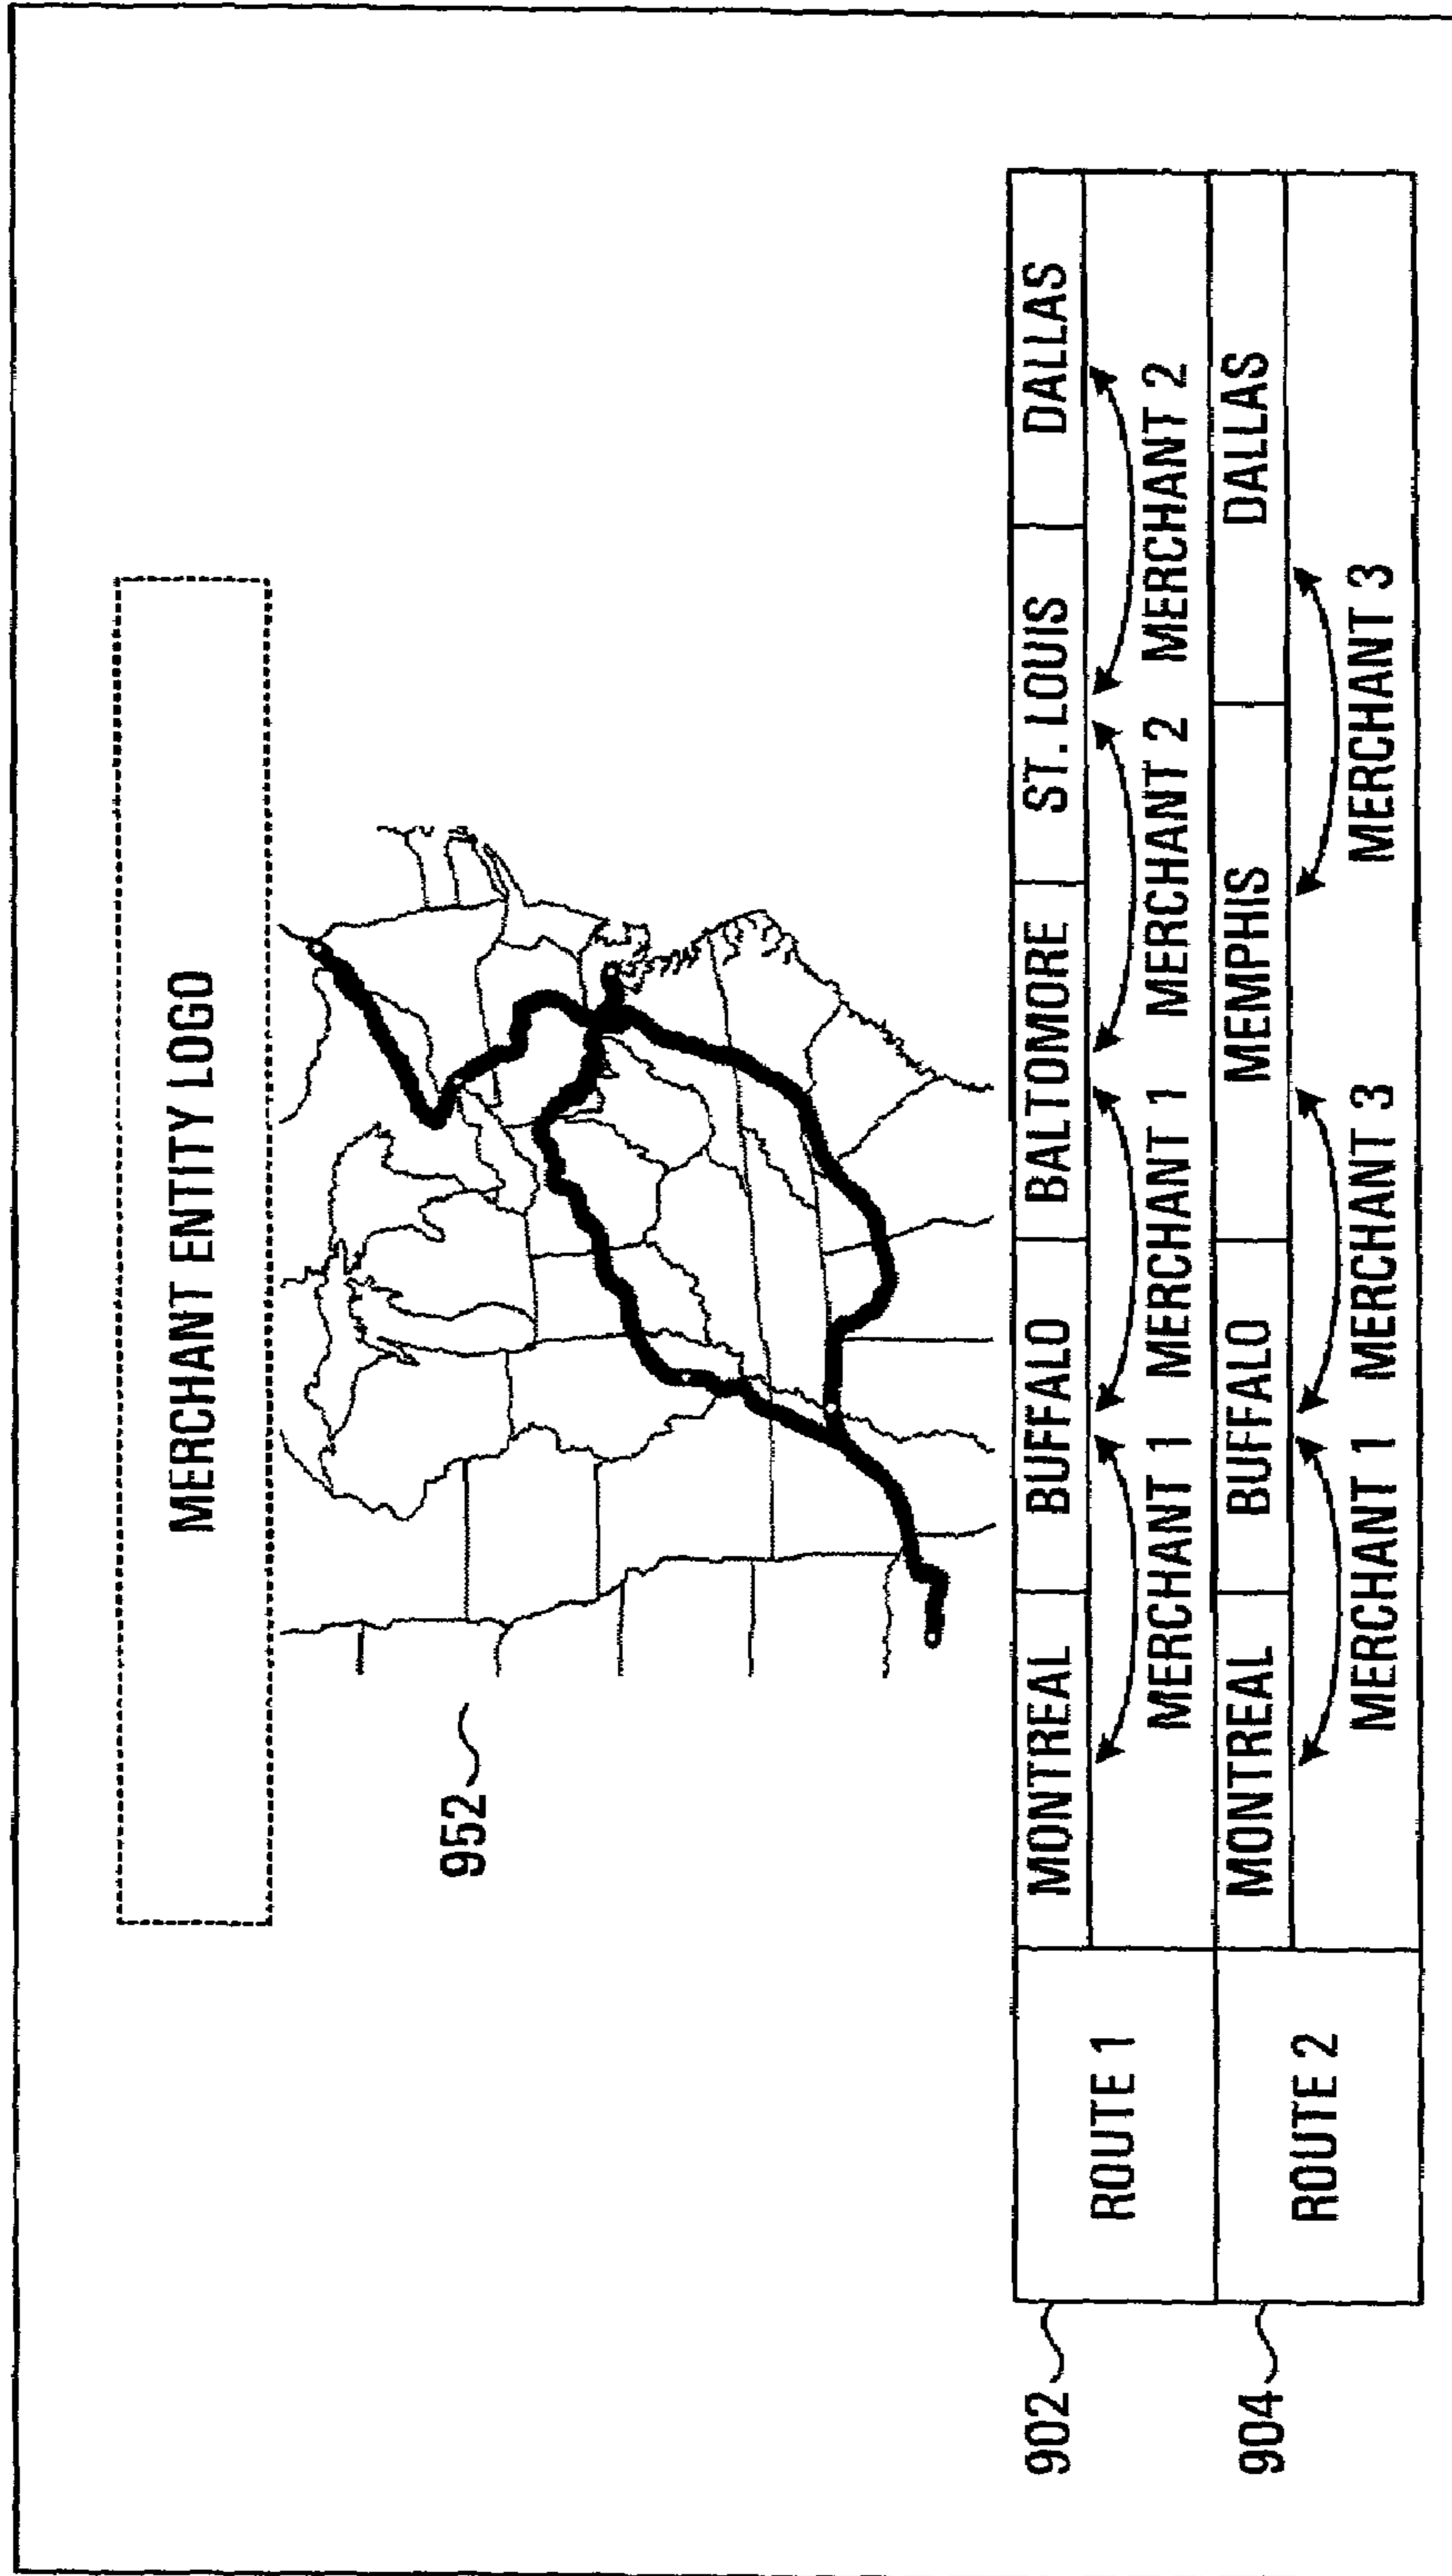 MERCHANT ENTITY LOGO
952
902
ROUTE 1
MONTREAL BUFFALO BALTOMORE ST. LOUIS DALLAS
MERCHANT 1 MERCHANT 1 MERCHANT 2 MERCHANT 2
904
ROUTE 2
MONTREAL BUFFALO MEMPHIS DALLAS
MERCHANT 1 MERCHANT 3 MERCHANT 3